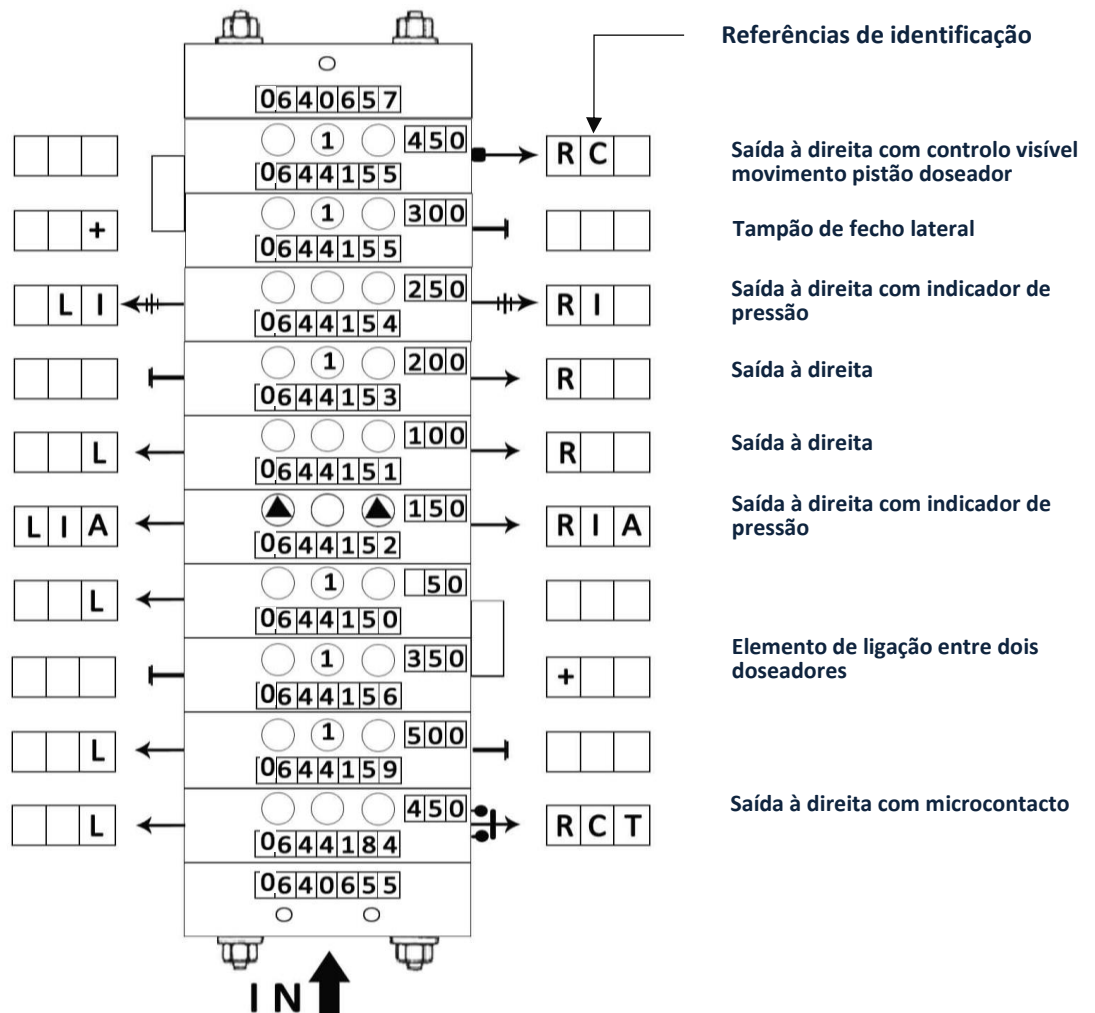 Referências de identificação
0640657
1 450
R C
Saída à direita com controlo visível
movimento pistão doseador
0644155
+
1 300
Tampão de fecho lateral
0644155
L I
250
R I
Saída à direita com indicador de
pressão
0644154
1 200
R
Saída à direita
0644153
L
100
R
Saída à direita
0644151
L I A
150
R I A
Saída à direita com indicador de
pressão
0644152
L
1 50
0644150
1 350
+
Elemento de ligação entre dois
doseadores
0644156
L
1 500
0644159
L
450
R C T
Saída à direita com microcontacto
0644184
0640655
IN